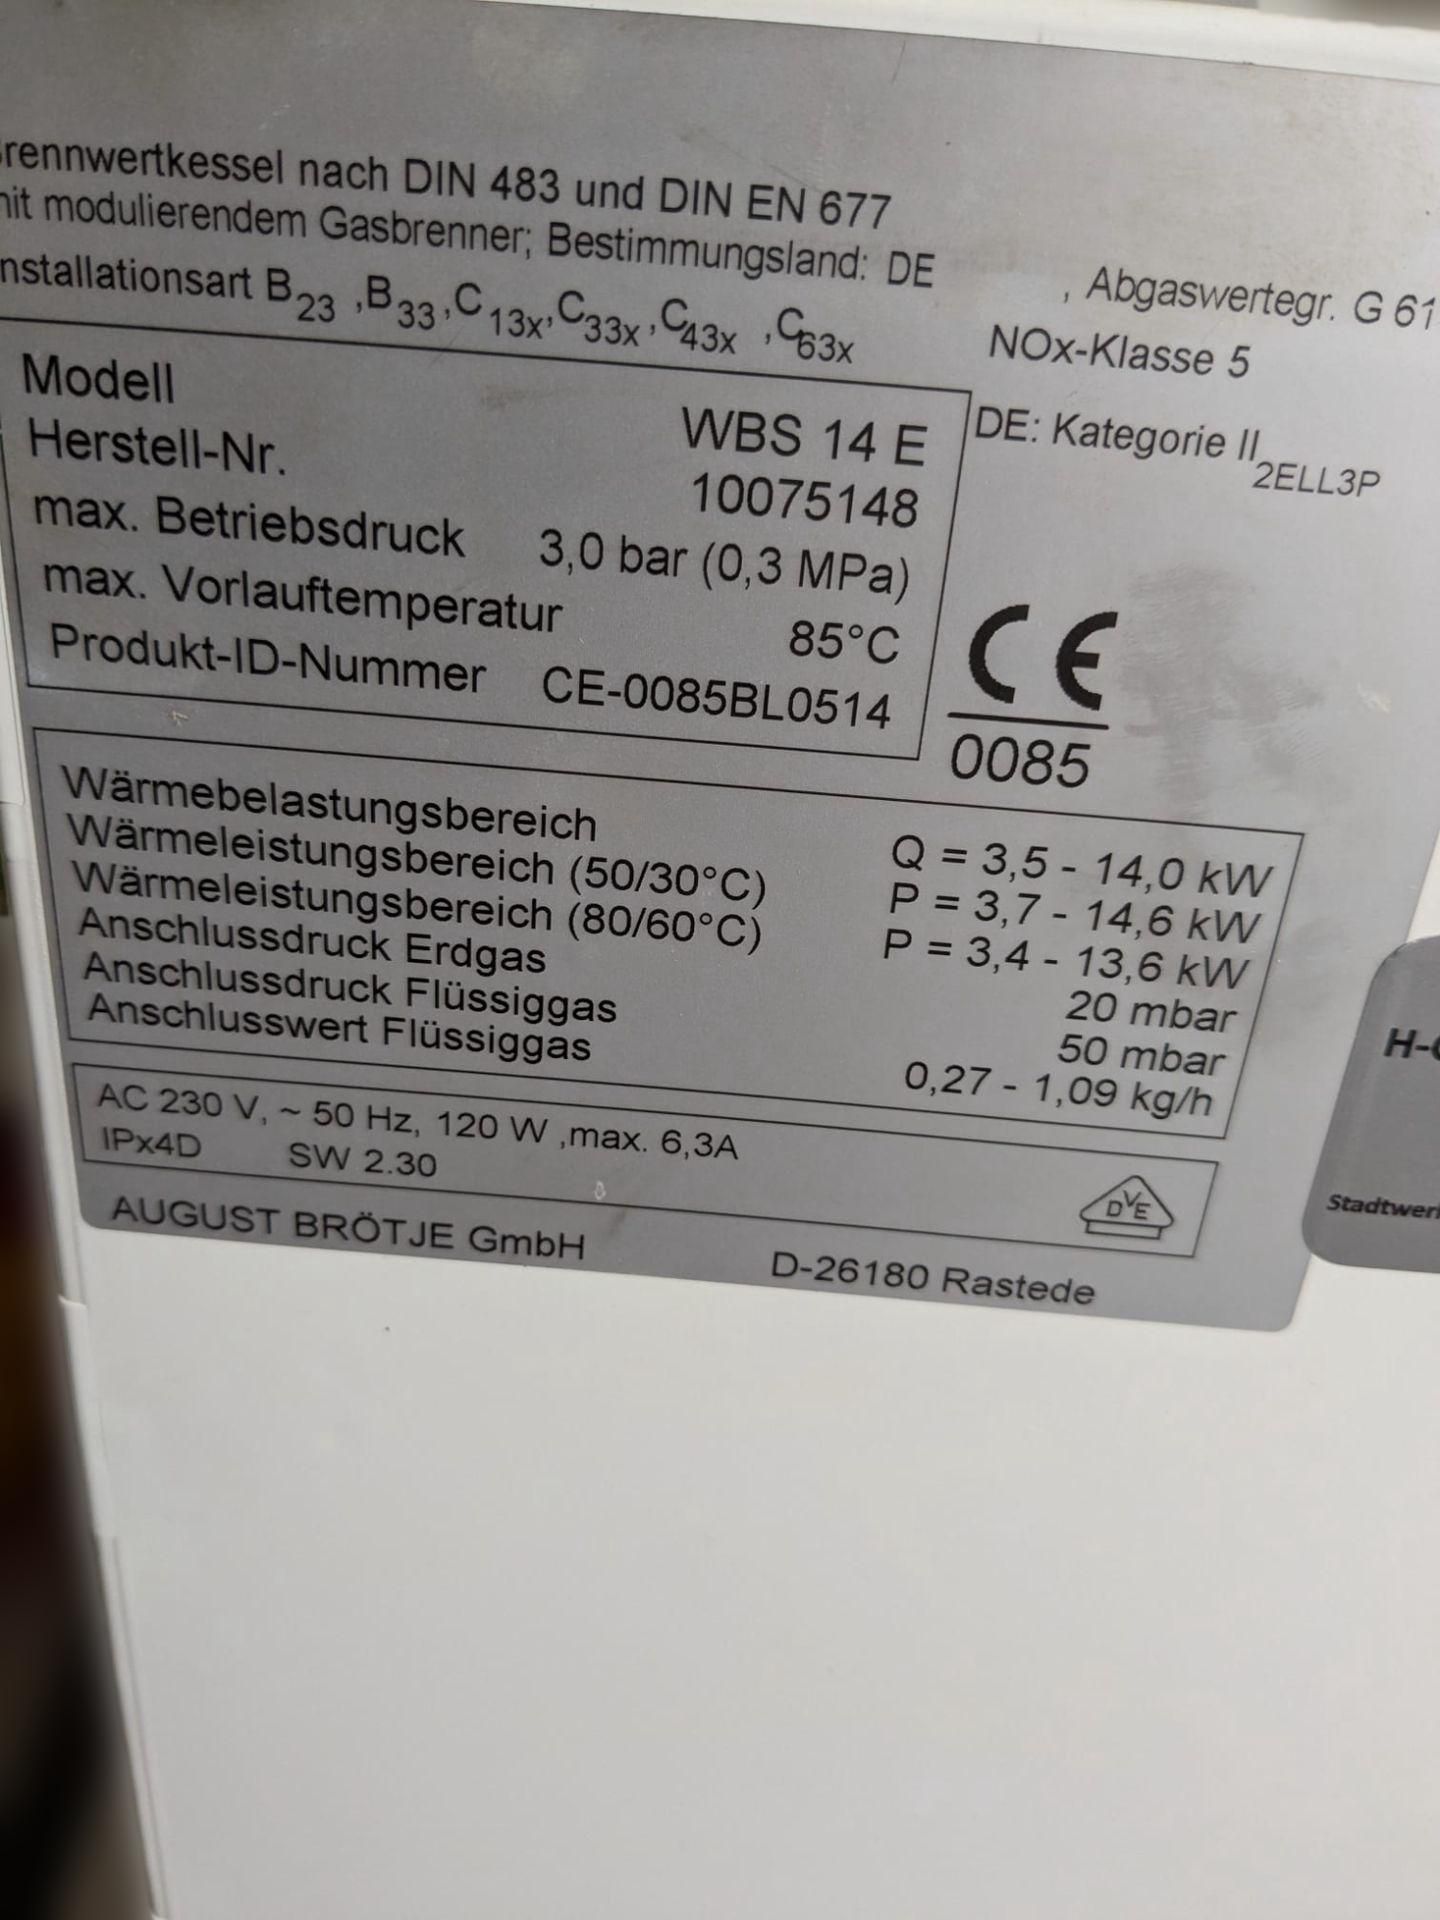 rennwertkessel nach DIN 483 und DIN EN 677
mit modulierendem Gasbrenner; Bestimmungsland: DE , Abgaswertegr. G 61
nstallationsart B23 ,B33,C13x,C33x,C43x ,C63x NOx-Klasse 5
DE: Kategorie II2ELL3P
Modell WBS 14 E
Herstell-Nr. 10075148
max. Betriebsdruck 3,0 bar (0,3 MPa)
max. Vorlauftemperatur 85°C
Produkt-ID-Nummer CE-0085BL0514
CE
0085
Wärmebelastungsbereich Q = 3,5 - 14,0 kW
Wärmeleistungsbereich (50/30°C) P = 3,7 - 14,6 kW
Wärmeleistungsbereich (80/60°C) P = 3,4 - 13,6 kW
Anschlussdruck Erdgas 20 mbar
Anschlussdruck Flüssiggas 50 mbar
Anschlusswert Flüssiggas 0,27 - 1,09 kg/h
AC 230 V, ~ 50 Hz, 120 W ,max. 6,3A
IPx4D SW 2.30
DVE
AUGUST BRÖTJE GmbH D-26180 Rastede
H-
Stadtwer